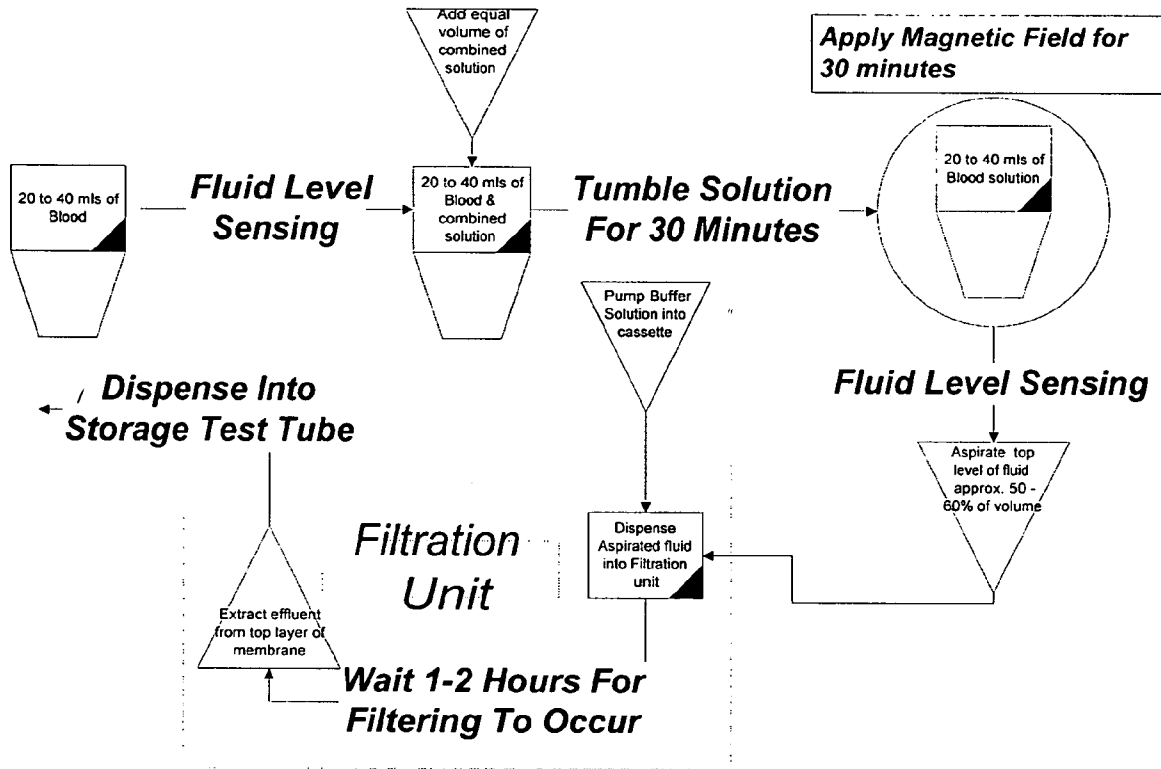 Add equal
volume of
combined
solution
Apply Magnetic Field for
30 minutes
20 to 40 mls of
Blood
Fluid Level
Sensing
20 to 40 mls of
Blood &
combined
solution
Tumble Solution
For 30 Minutes
20 to 40 mls of
Blood solution
Pump Buffer
Solution into
cassette
Fluid Level Sensing
Dispense Into
Storage Test Tube
Aspirate top
level of fluid
approx. 50 -
60% of volume
Filtration
Unit
Dispense
Aspirated fluid
into Filtration
unit
Extract effluent
from top layer of
membrane
Wait 1-2 Hours For
Filtering To Occur